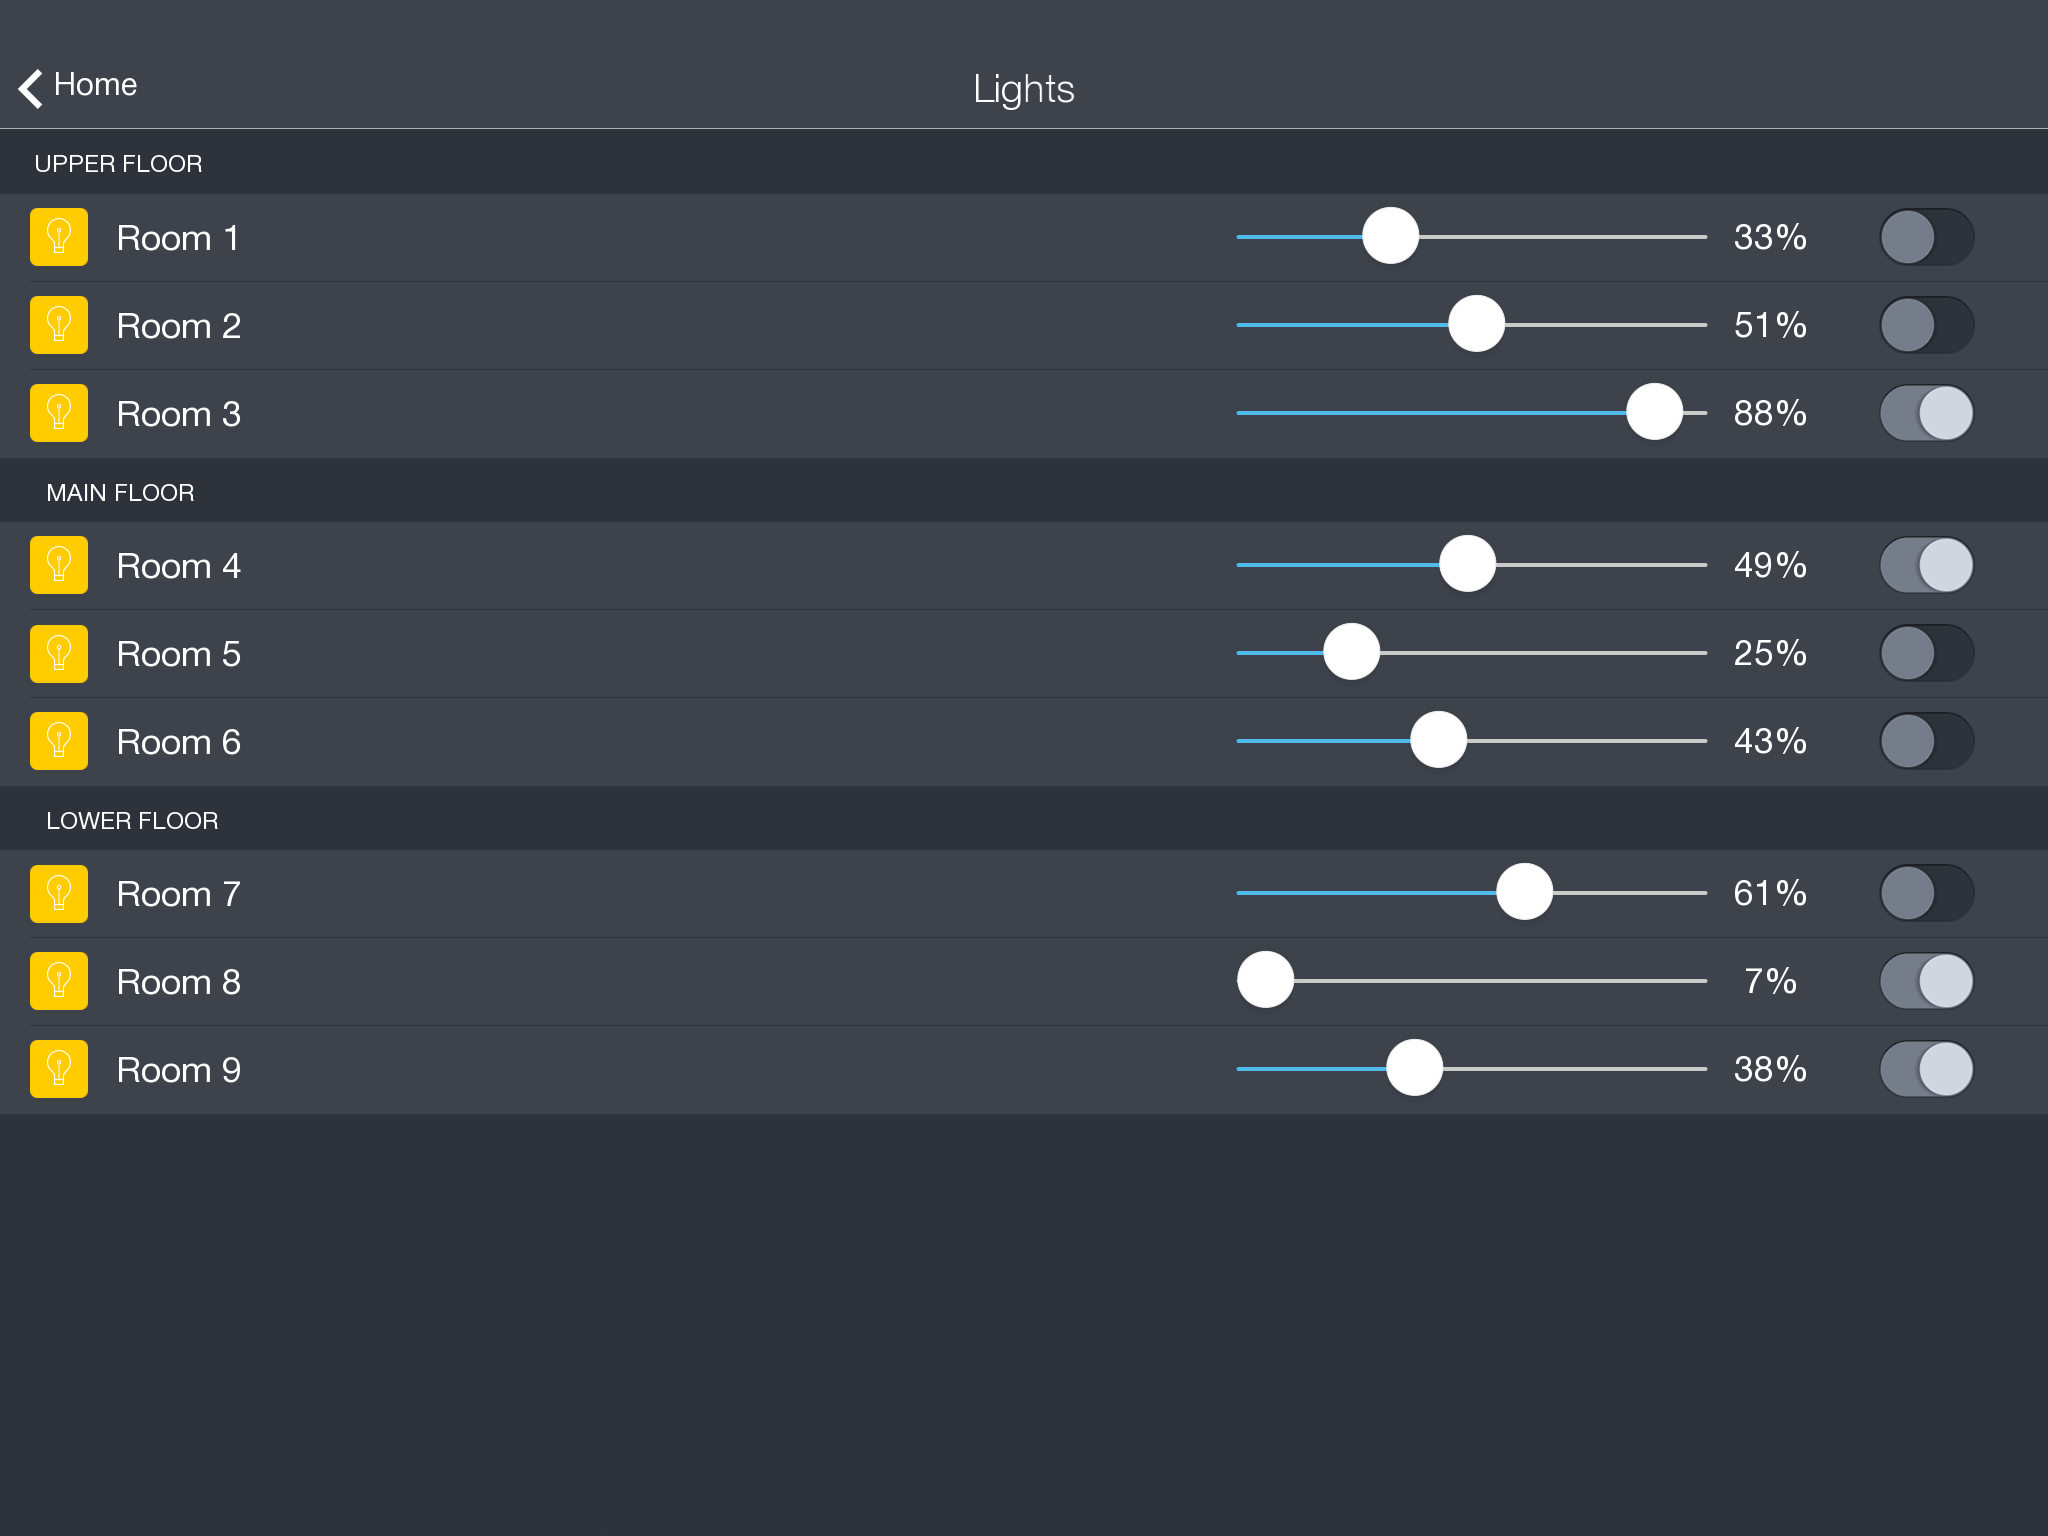 Home
Lights
UPPER FLOOR
Room 1 33%
Room 2 51%
Room 3 88%
MAIN FLOOR
Room 4 49%
Room 5 25%
Room 6 43%
LOWER FLOOR
Room 7 61%
Room 8 7%
Room 9 38%